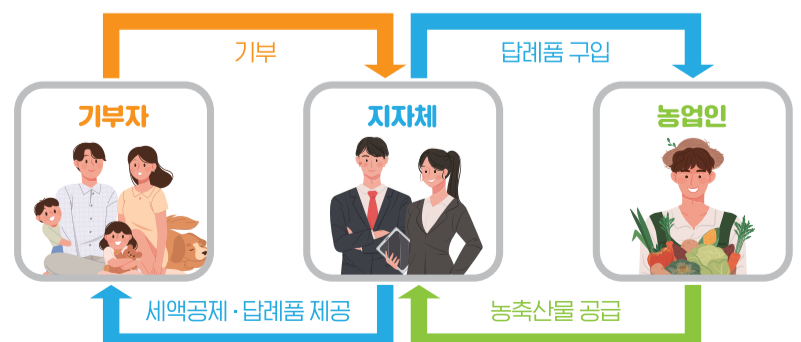 기부
답례품 구입
기부자
지자체
농업인
세액공제·답례품 제공
농축산물 공급